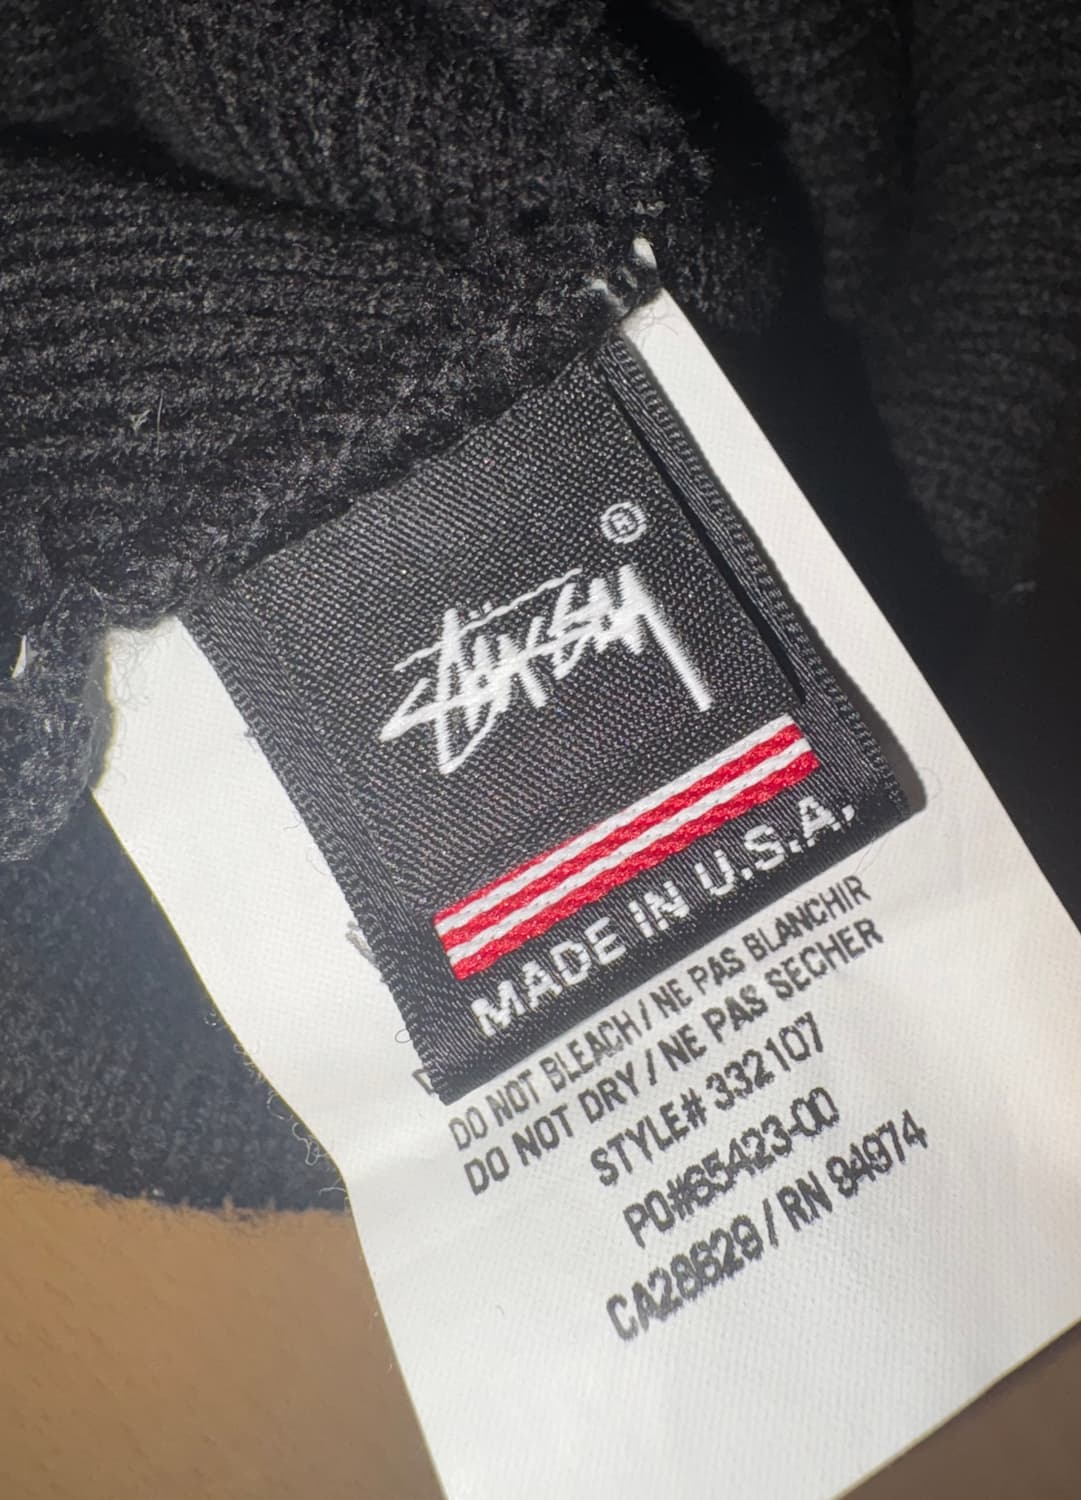 Stüssy®
MADE IN U.S.A.
DO NOT BLEACH / NE PAS BLANCHIR
DO NOT DRY / NE PAS SECHER
STYLE# 332107
PO#65423-00
CA28629 / RN 94974